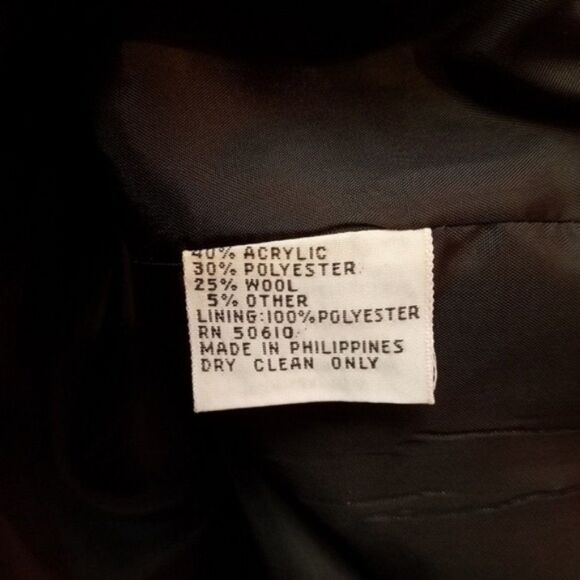 40% ACRYLIC
30% POLYESTER
25% WOOL
5% OTHER
LINING:100%POLYESTER
RN 50610
MADE IN PHILIPPINES
DRY CLEAN ONLY